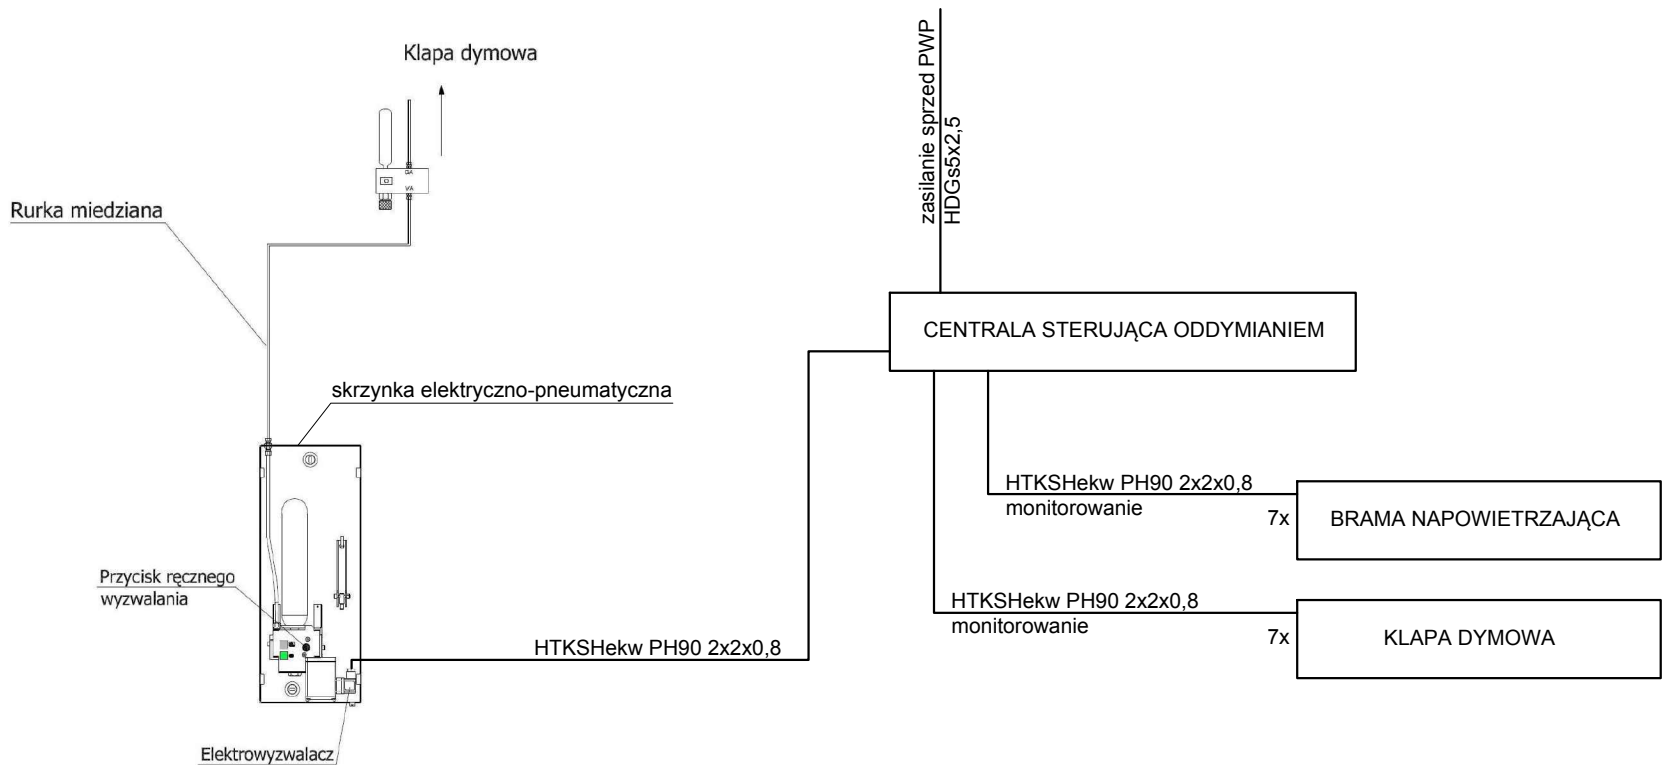 Klapa dymowa
zasilanie sprzed PWP
HDGs5x2,5
Rurka miedziana
CENTRALA STERUJĄCA ODDYMIANIEM
skrzynka elektryczno-pneumatyczna
HTKSHekw PH90 2x2x0,8
monitorowanie
7x
BRAMA NAPOWIETRZAJĄCA
Przycisk ręcznego
wyzwalania
HTKSHekw PH90 2x2x0,8
monitorowanie
7x
KLAPA DYMOWA
HTKSHekw PH90 2x2x0,8
Elektrowyzwalacz